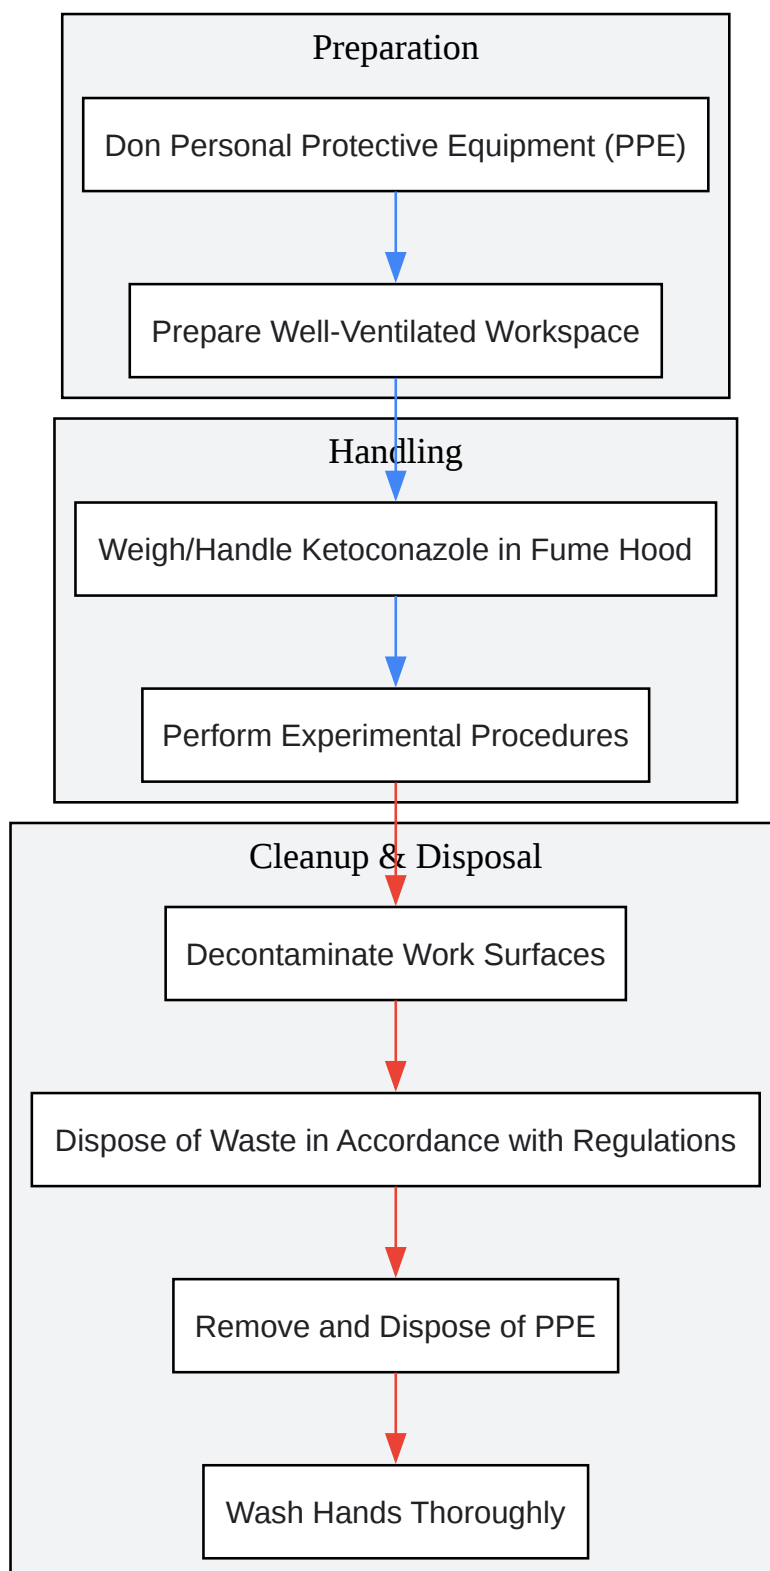 Preparation
Don Personal Protective Equipment (PPE)
Prepare Well-Ventilated Workspace
Handling
Weigh/Handle Ketoconazole in Fume Hood
Perform Experimental Procedures
Cleanup & Disposal
Decontaminate Work Surfaces
Dispose of Waste in Accordance with Regulations
Remove and Dispose of PPE
Wash Hands Thoroughly